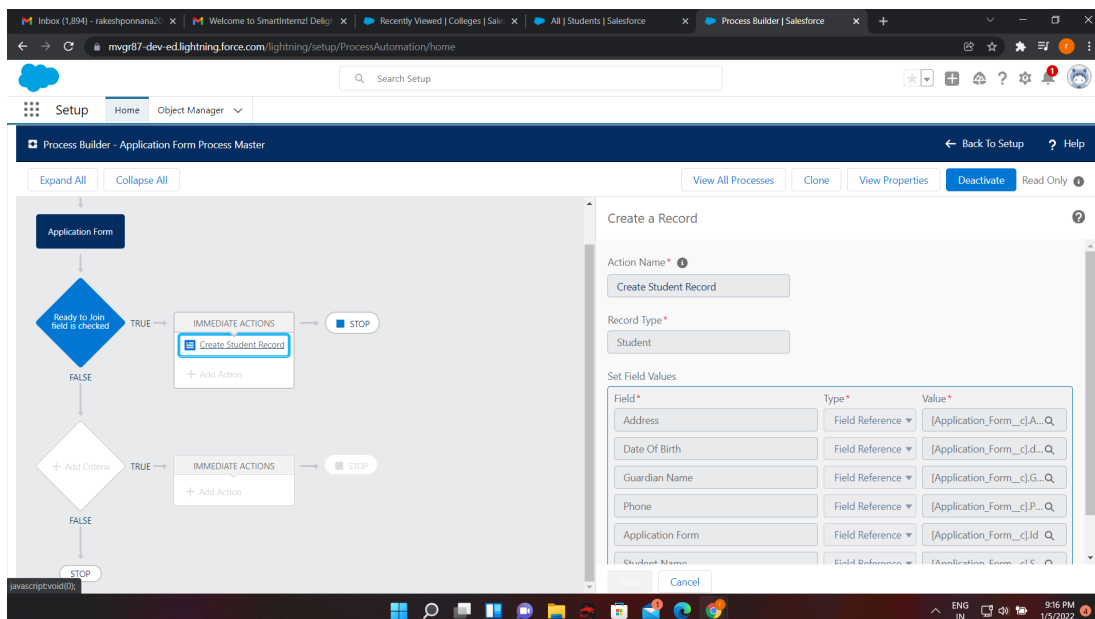 Inbox (1,894) - rakeshponnana20
Welcome to SmartInternz! Deligh
Recently Viewed | Colleges | Sale
All | Students | Salesforce
Process Builder | Salesforce
mvgr87-dev-ed.lightning.force.com/lightning/setup/ProcessAutomation/home
Search Setup
1
Setup
Home
Object Manager
Process Builder - Application Form Process Master
Back To Setup
? Help
Expand All
Collapse All
View All Processes
Clone
View Properties
Deactivate
Read Only
Application Form
Ready to Join
field is checked
TRUE
IMMEDIATE ACTIONS
STOP
Create Student Record
+ Add Action
FALSE
+ Add Criteria
TRUE
IMMEDIATE ACTIONS
STOP
+ Add Action
FALSE
STOP
javascript:void(0);
Create a Record
Action Name*
Create Student Record
Record Type*
Student
Set Field Values
Field* Type* Value*
Address Field Reference [Application_Form__c].A...
Date Of Birth Field Reference [Application_Form__c].d...
Guardian Name Field Reference [Application_Form__c].G...
Phone Field Reference [Application_Form__c].P...
Application Form Field Reference [Application_Form__c].Id
Student Name Field Reference [Application_Form__c].S...
Save
Cancel
ENG
IN
9:16 PM
1/5/2022
4